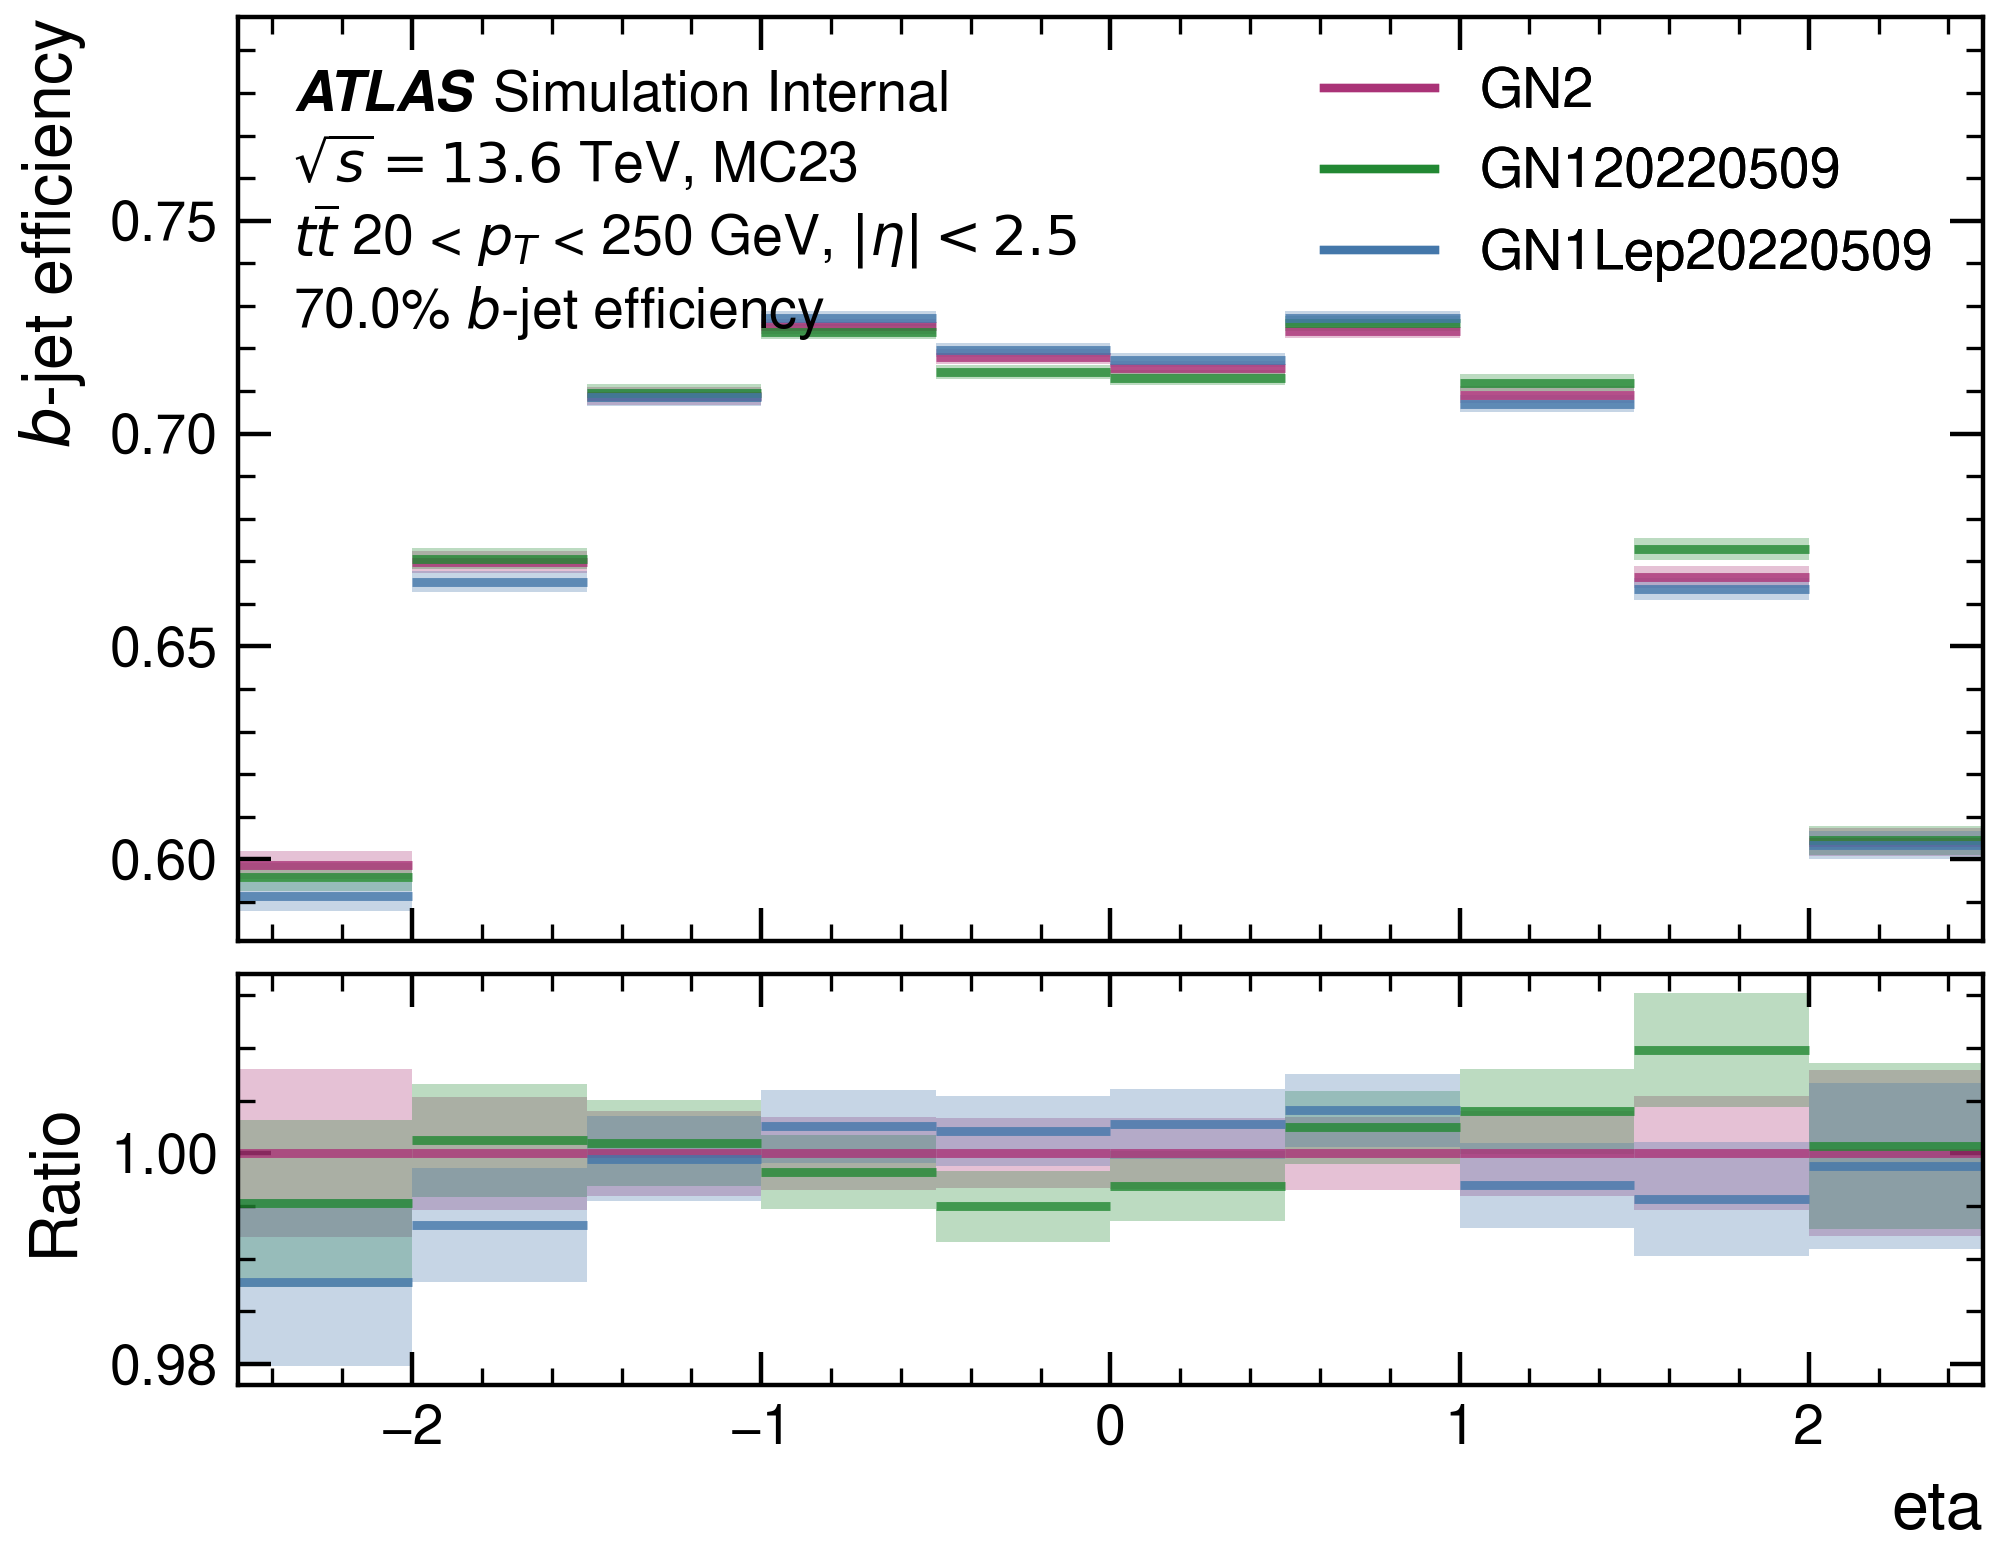 b-jet efficiency
ATLAS Simulation Internal
√s = 13.6 TeV, MC23
tt̄ 20 < pT < 250 GeV, |η| < 2.5
70.0% b-jet efficiency
GN2
GN120220509
GN1Lep20220509
0.75
0.70
0.65
0.60
Ratio
1.00
0.98
−2 −1 0 1 2
eta